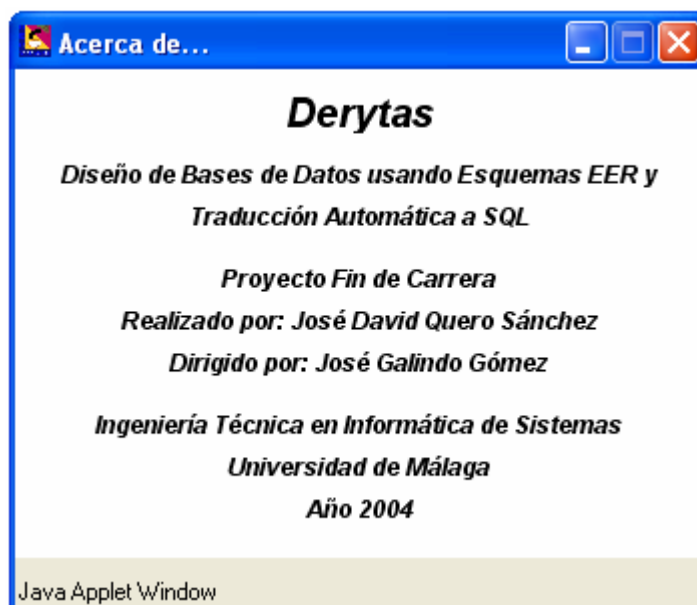 Acerca de...
Derytas
Diseño de Bases de Datos usando Esquemas EER y
Traducción Automática a SQL
Proyecto Fin de Carrera
Realizado por: José David Quero Sánchez
Dirigido por: José Galindo Gómez
Ingeniería Técnica en Informática de Sistemas
Universidad de Málaga
Año 2004
Java Applet Window